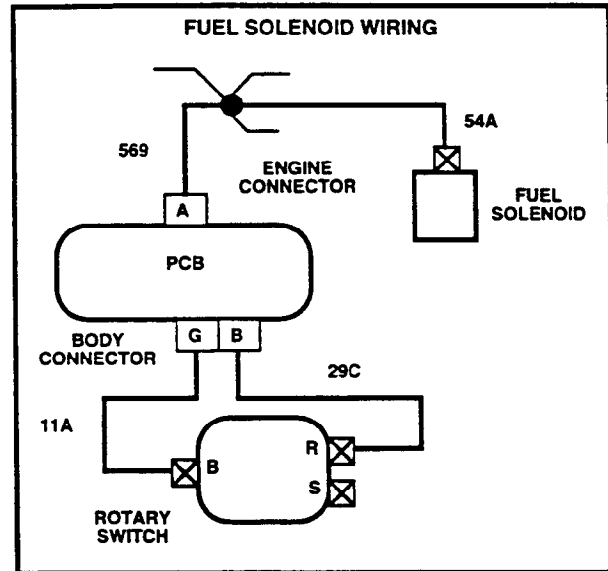 FUEL SOLENOID WIRING
54A
569
ENGINE
CONNECTOR
A
FUEL
SOLENOID
PCB
BODY
CONNECTOR
G B
29C
11A
R
B
S
ROTARY
SWITCH